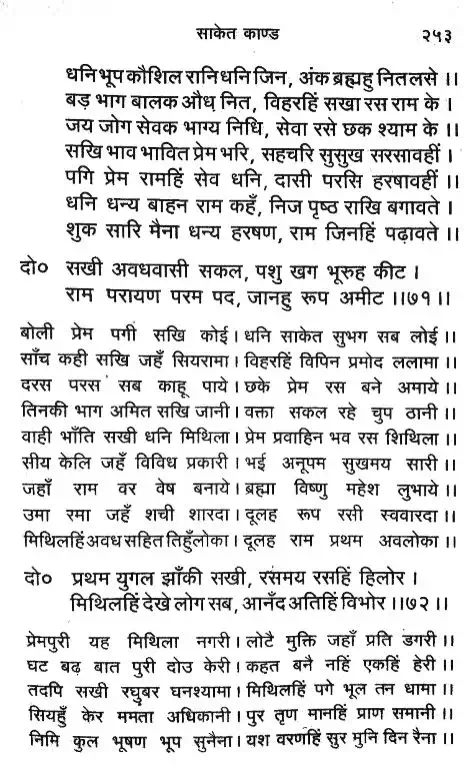 साकेत काण्ड २५३
धनि भूप कौशिल रानि धनि जिन, अंक ब्रह्महु नित लसे ।।
बड़ भाग बालक औध नित, विहरहिं सखा रस राम के ।
जय जोग सेवक भाग्य निधि, सेवा रसे छक श्याम के ।।
सखि भाव भावित प्रेम भरि, सहचरि सुसुख सरसावहीं ।
पगि प्रेम रामहिं सेव धनि, दासी परसि हरषावहीं ।।
धनि धन्य बाहन राम कहँ, निज पृष्ठ राखि बगावते ।
शुक सारि मैना धन्य हरषण, राम जिनहिं पढ़ावते ।।
दो० सखी अवधवासी सकल, पशु खग भूरुह कीट ।
राम परायण परम पद, जानहु रूप अमीट ।।७१।।
बोली प्रेम पगी सखि कोई। धनि साकेत सुभग सब लोई ।।
साँच कही सखि जहँ सियरामा। विहरहिं विपिन प्रमोद ललामा ।।
दरस परस सब काहू पाये। छके प्रेम रस बने अमाये ।।
तिनकी भाग अमित सखि जानी। वक्ता सकल रहे चुप ठानी ।।
वाही भाँति सखी धनि मिथिला। प्रेम प्रवाहिन भव रस शिथिला ।।
सीय केलि जहँ विविध प्रकारी। भई अनूपम सुखमय सारी ।।
जहाँ राम वर वेष बनाये। ब्रह्मा विष्णु महेश लुभाये ।।
उमा रमा जहँ शची शारदा। दूलह रूप रसी स्ववारदा ।।
मिथिलहिं अवध सहित तिहुँलोका। दूलह राम प्रथम अवलोका ।।
दो० प्रथम युगल झाँकी सखी, रसमय रसहिं हिलोर ।
मिथिलहिं देखे लोग सब, आनँद अतिहिं विभोर ।।७२।।
प्रेमपुरी यह मिथिला नगरी। लोटै मुक्ति जहाँ प्रति डगरी ।।
घट बढ़ बात पुरी दोउ केरी। कहत बनै नहिं एकहिं हेरी ।।
तदपि सखी रघुबर घनश्यामा। मिथिलहिं पगे भूल तन धामा ।।
सियहुँ केर ममता अधिकानी। पुर तृण मानहिं प्राण समानी ।।
निमि कुल भूषण भूप सुनैना। यश वरणहिं सुर मुनि दिन रैना ।।